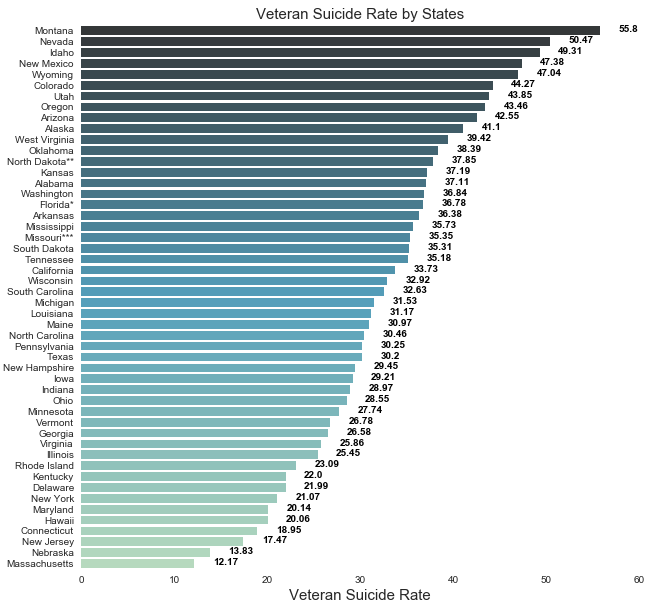 Veteran Suicide Rate by States
Montana 55.8
Nevada 50.47
Idaho 49.31
New Mexico 47.38
Wyoming 47.04
Colorado 44.27
Utah 43.85
Oregon 43.46
Arizona 42.55
Alaska 41.1
West Virginia 39.42
Oklahoma 38.39
North Dakota** 37.85
Kansas 37.19
Alabama 37.11
Washington 36.84
Florida* 36.78
Arkansas 36.38
Mississippi 35.73
Missouri*** 35.35
South Dakota 35.31
Tennessee 35.18
California 33.73
Wisconsin 32.92
South Carolina 32.63
Michigan 31.53
Louisiana 31.17
Maine 30.97
North Carolina 30.46
Pennsylvania 30.25
Texas 30.2
New Hampshire 29.45
Iowa 29.21
Indiana 28.97
Ohio 28.55
Minnesota 27.74
Vermont 26.78
Georgia 26.58
Virginia 25.86
Illinois 25.45
Rhode Island 23.09
Kentucky 22.0
Delaware 21.99
New York 21.07
Maryland 20.14
Hawaii 20.06
Connecticut 18.95
New Jersey 17.47
Nebraska 13.83
Massachusetts 12.17
0 10 20 30 40 50 60
Veteran Suicide Rate